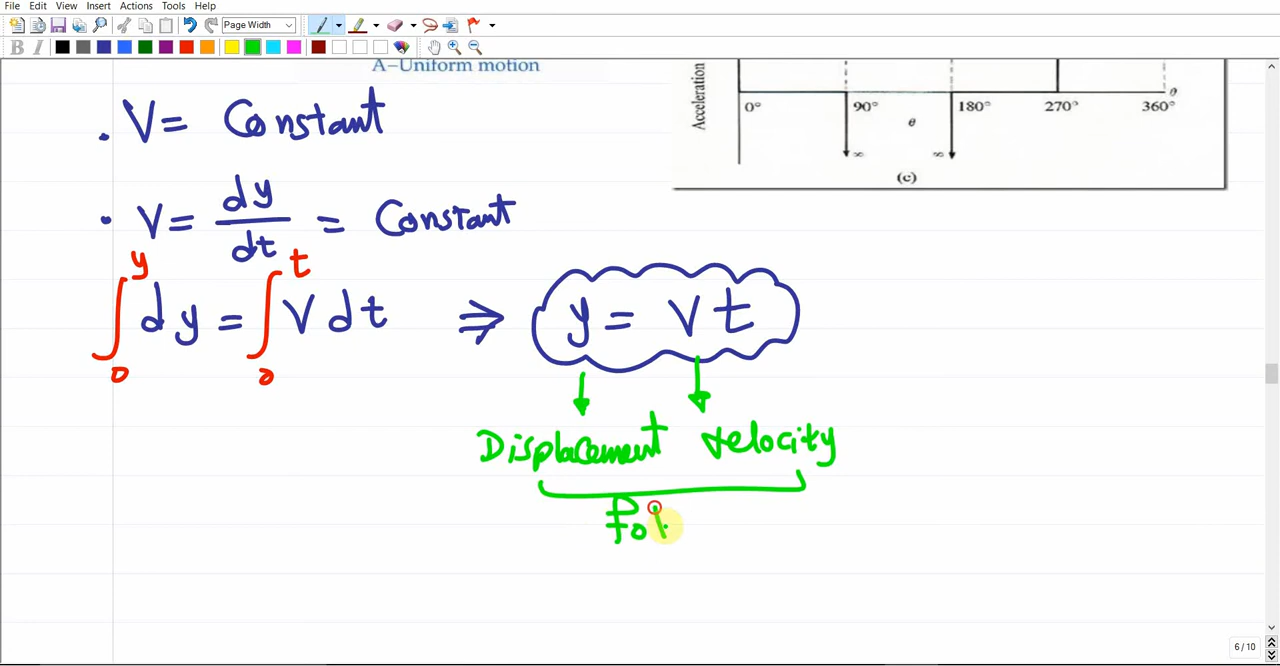 File Edit View Insert Actions Tools Help
Page Width
B I
A–Uniform motion
Acceleration
0° 90° 180° 270° 360° θ
θ
∞ ∞
(c)
. V = Constant
. V = dy/dt = Constant
∫₀ʸ dy = ∫₀ᵗ V dt ⇒ y = V t
Displacement velocity
6 / 10